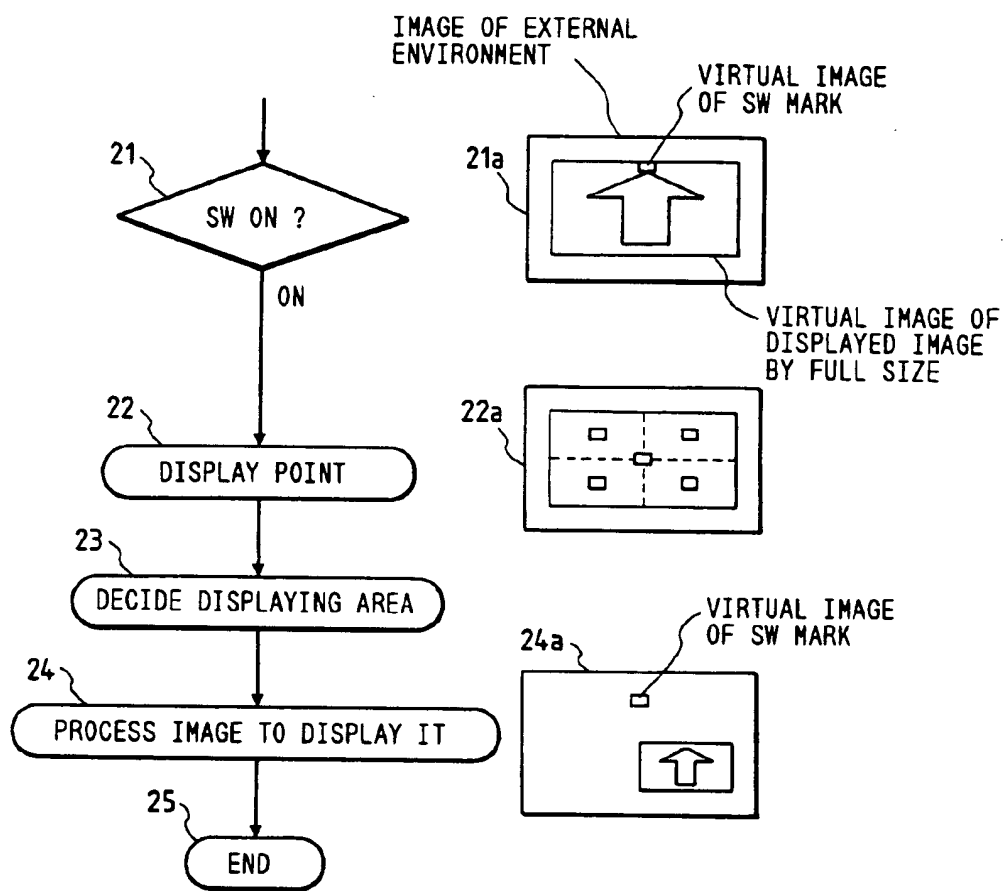 IMAGE OF EXTERNAL
ENVIRONMENT
VIRTUAL IMAGE
OF SW MARK
21
21a
SW ON ?
ON
VIRTUAL IMAGE OF
DISPLAYED IMAGE
BY FULL SIZE
22
22a
DISPLAY POINT
23
DECIDE DISPLAYING AREA
VIRTUAL IMAGE
OF SW MARK
24
24a
PROCESS IMAGE TO DISPLAY IT
25
END